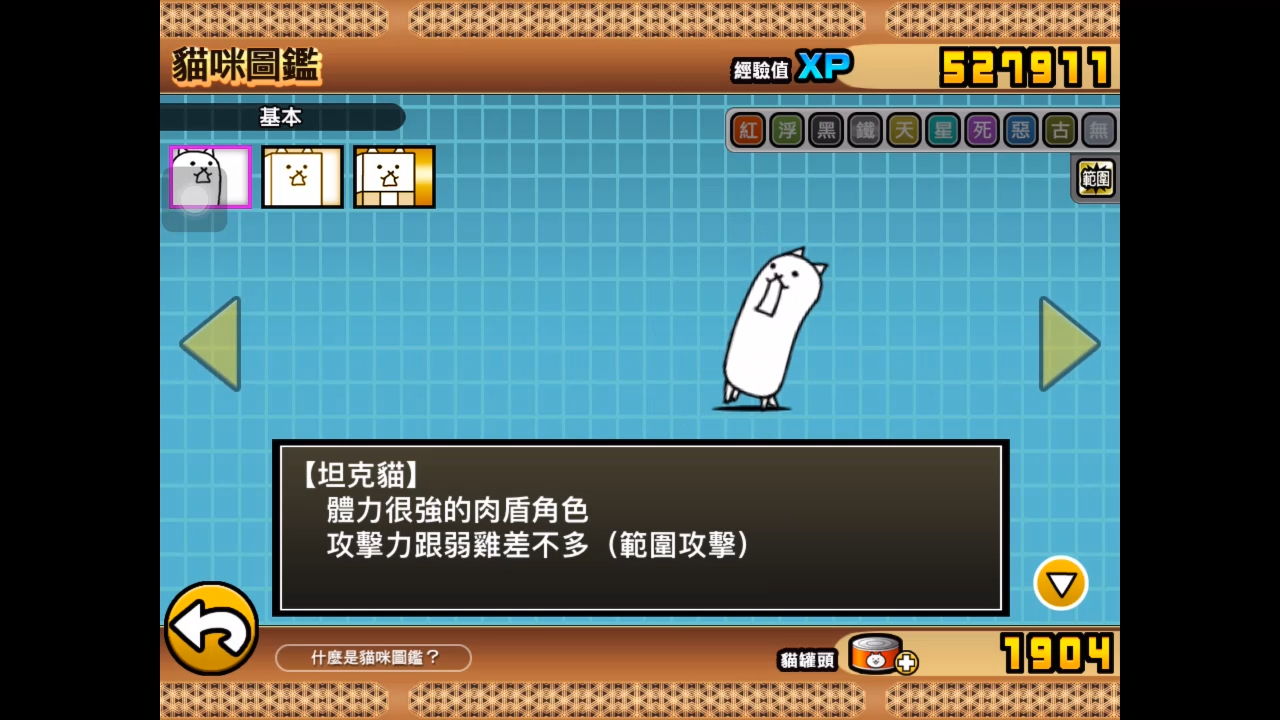 貓咪圖鑑
經驗值 XP 527911
基本
紅 浮 黑 鐵 天 星 死 惡 古 無
範圍
【坦克貓】
體力很強的肉盾角色
攻擊力跟弱雞差不多（範圍攻擊）
什麼是貓咪圖鑑？
貓罐頭 1904